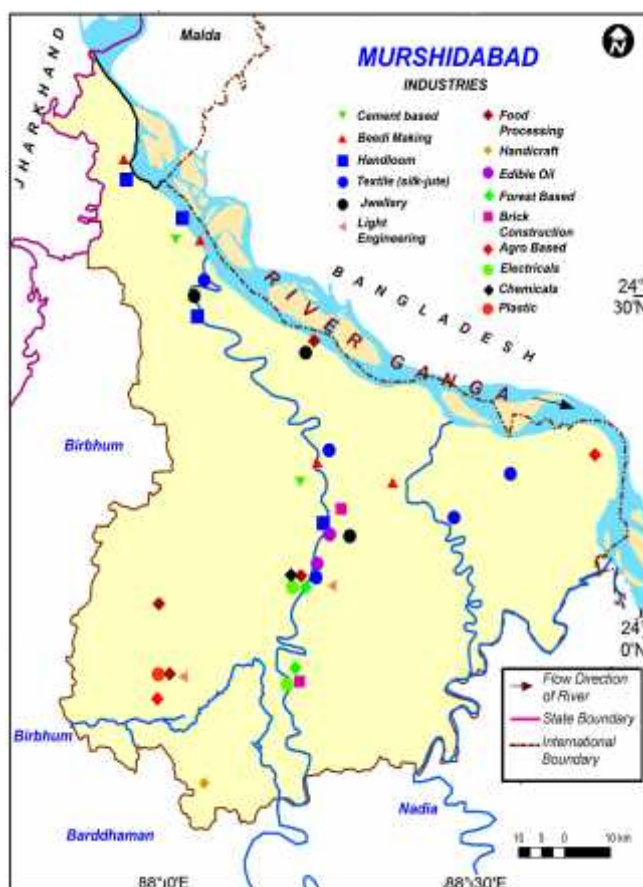 Malda
N
MURSHIDABAD
INDUSTRIES
JHARKHAND
Cement based
Beedi Making
Handloom
Textile (silk-jute)
Jwellery
Light
Engineering
Food
Processing
Handicraft
Edible Oil
Forest Based
Brick
Construction
Agro Based
Electricals
Chemicals
Plastic
BANGLADESH
24°
30'N
RIVER GANGA
Birbhum
24°
0'N
Flow Direction
of River
State Boundary
International
Boundary
Birbhum
Nadia
Barddhaman
10 5 0 10 km
88°0'E
88°30'E